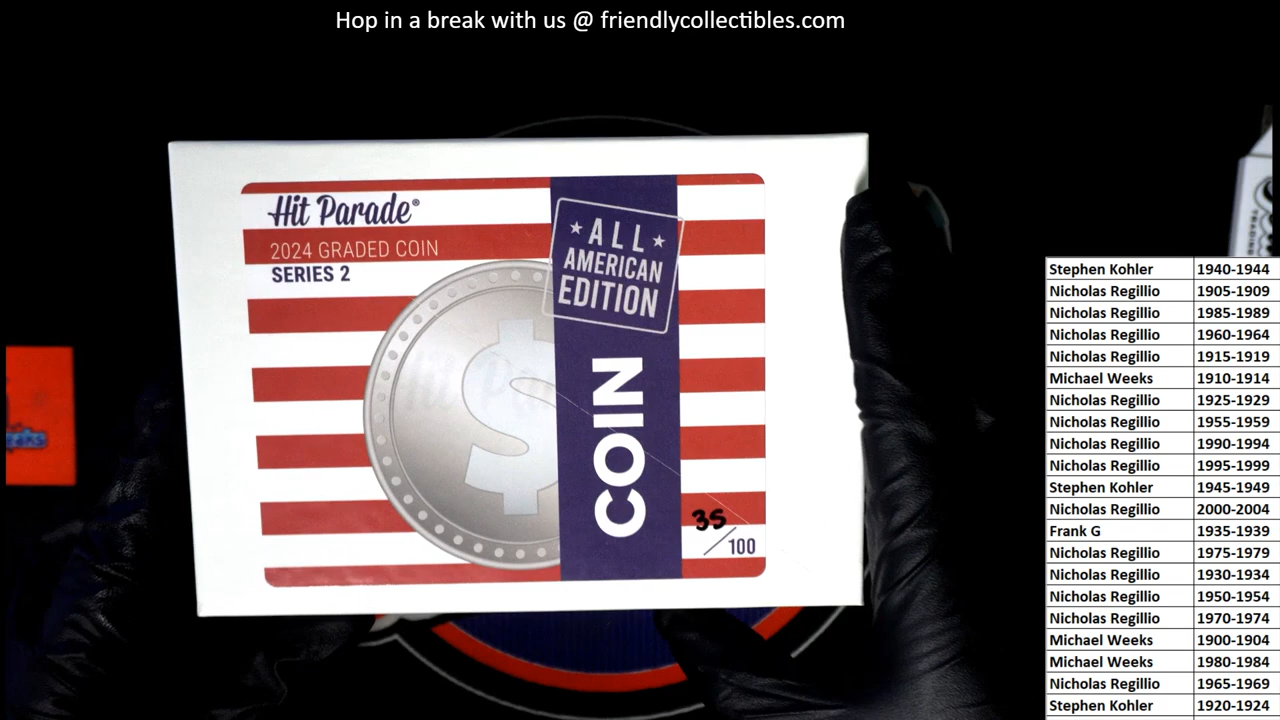 Hop in a break with us @ friendlycollectibles.com
Hit Parade®
2024 GRADED COIN
SERIES 2
ALL
AMERICAN
EDITION
COIN
35
/100
eaks
Stephen Kohler 1940-1944
Nicholas Regillio 1905-1909
Nicholas Regillio 1985-1989
Nicholas Regillio 1960-1964
Nicholas Regillio 1915-1919
Michael Weeks 1910-1914
Nicholas Regillio 1925-1929
Nicholas Regillio 1955-1959
Nicholas Regillio 1990-1994
Nicholas Regillio 1995-1999
Stephen Kohler 1945-1949
Nicholas Regillio 2000-2004
Frank G 1935-1939
Nicholas Regillio 1975-1979
Nicholas Regillio 1930-1934
Nicholas Regillio 1950-1954
Nicholas Regillio 1970-1974
Michael Weeks 1900-1904
Michael Weeks 1980-1984
Nicholas Regillio 1965-1969
Stephen Kohler 1920-1924